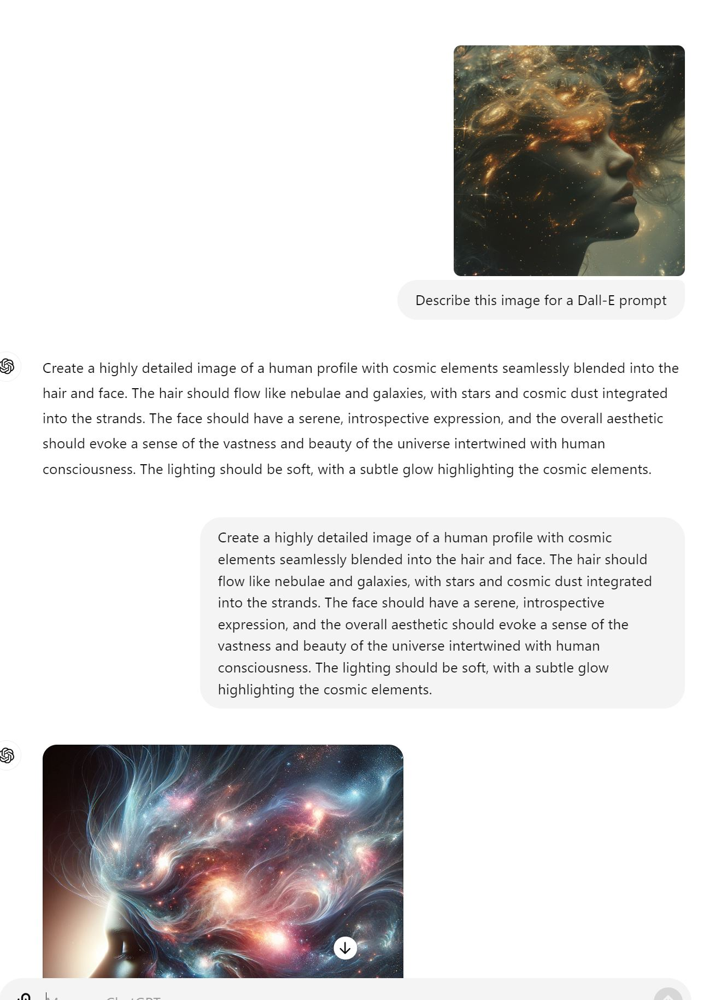 Describe this image for a Dall-E prompt
Create a highly detailed image of a human profile with cosmic elements seamlessly blended into the
hair and face. The hair should flow like nebulae and galaxies, with stars and cosmic dust integrated
into the strands. The face should have a serene, introspective expression, and the overall aesthetic
should evoke a sense of the vastness and beauty of the universe intertwined with human
consciousness. The lighting should be soft, with a subtle glow highlighting the cosmic elements.
Create a highly detailed image of a human profile with cosmic
elements seamlessly blended into the hair and face. The hair should
flow like nebulae and galaxies, with stars and cosmic dust integrated
into the strands. The face should have a serene, introspective
expression, and the overall aesthetic should evoke a sense of the
vastness and beauty of the universe intertwined with human
consciousness. The lighting should be soft, with a subtle glow
highlighting the cosmic elements.
ChatGPT